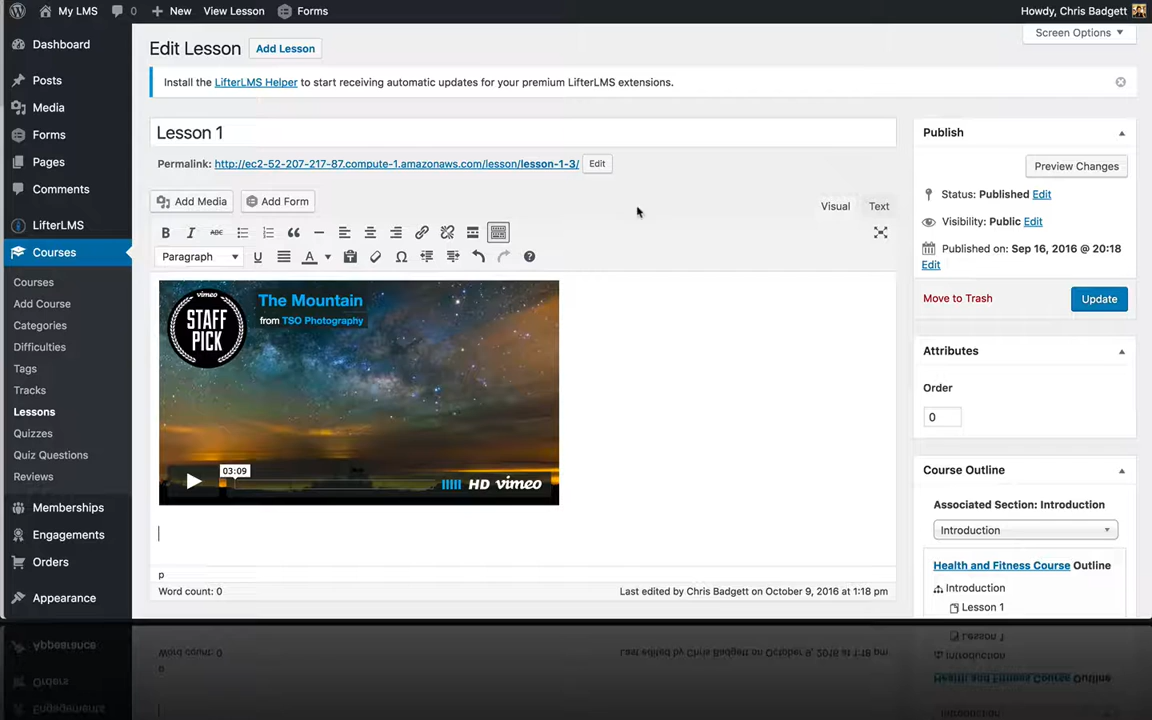 My LMS 0 New View Lesson Forms Howdy, Chris Badgett
Screen Options
Dashboard
Posts
Media
Forms
Pages
Comments
LifterLMS
Courses
Courses
Add Course
Categories
Difficulties
Tags
Tracks
Lessons
Quizzes
Quiz Questions
Reviews
Memberships
Engagements
Orders
Appearance
Edit Lesson Add Lesson
Install the LifterLMS Helper to start receiving automatic updates for your premium LifterLMS extensions.
Lesson 1
Permalink: http://ec2-52-207-217-87.compute-1.amazonaws.com/lesson/lesson-1-3/ Edit
Add Media Add Form Visual Text
B I ABC
Paragraph U A Ω ?
vimeo
STAFF
PICK
The Mountain
from TSO Photography
03:09
HD vimeo
p
Word count: 0 Last edited by Chris Badgett on October 9, 2016 at 1:18 pm
Publish
Preview Changes
Status: Published Edit
Visibility: Public Edit
Published on: Sep 16, 2016 @ 20:18
Edit
Move to Trash Update
Attributes
Order
0
Course Outline
Associated Section: Introduction
Introduction
Health and Fitness Course Outline
Introduction
Lesson 1